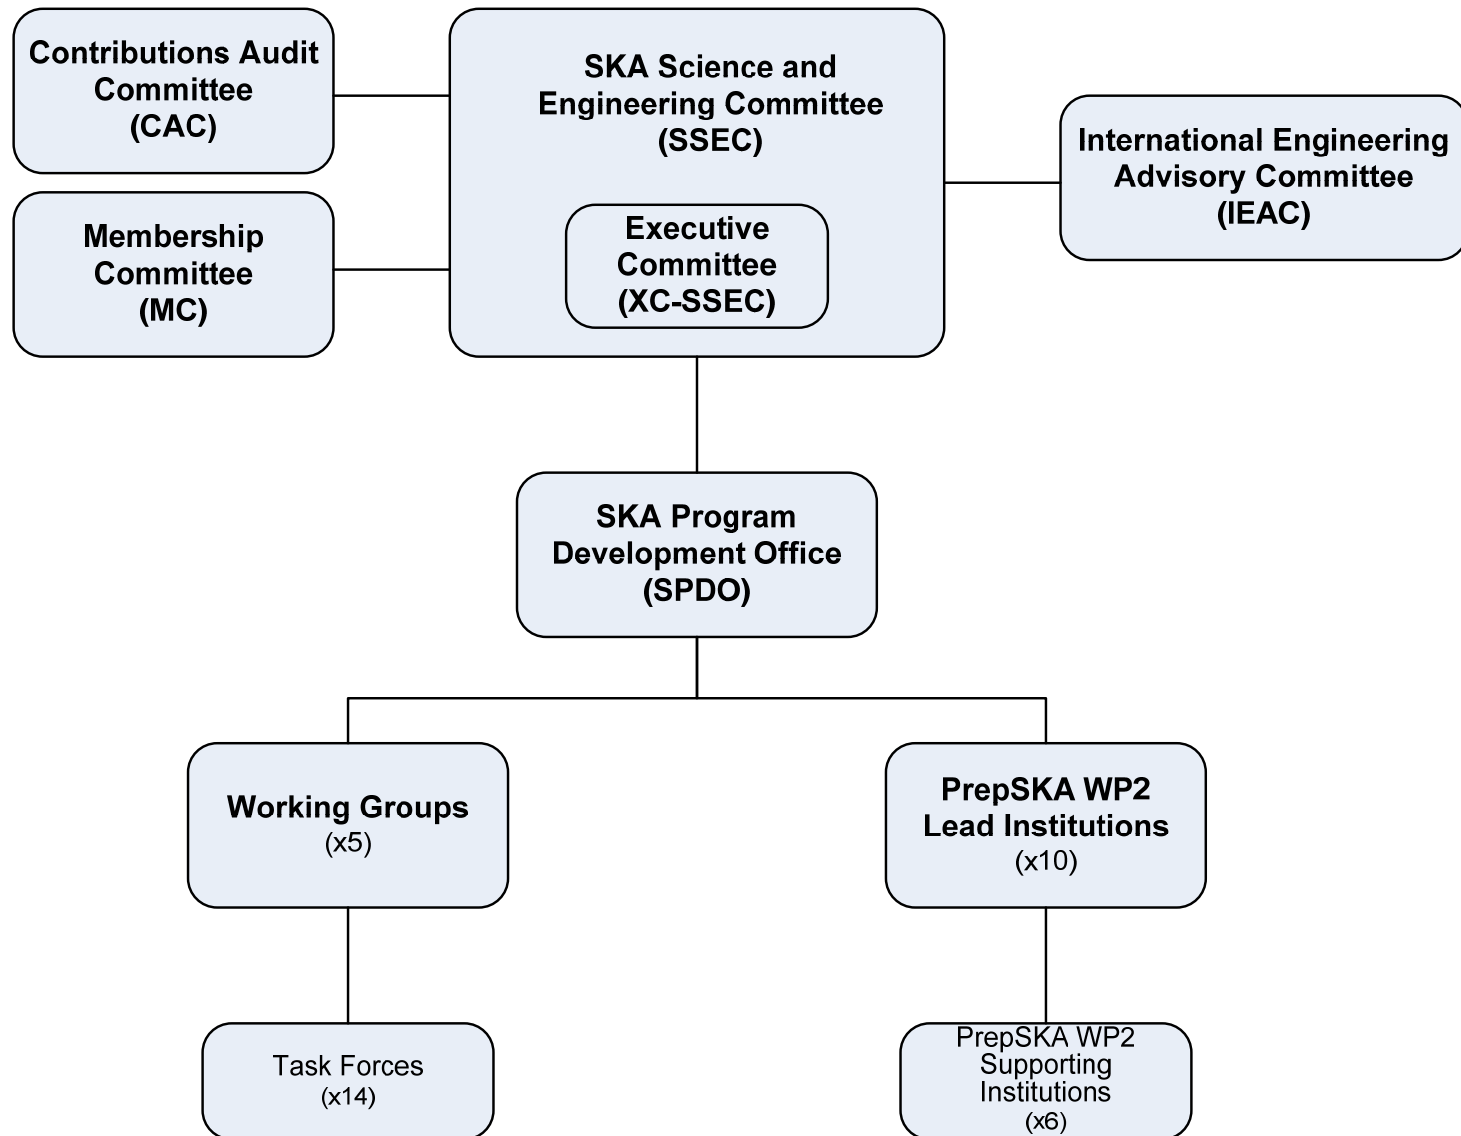 Contributions Audit
Committee
(CAC)
Membership
Committee
(MC)
SKA Science and
Engineering Committee
(SSEC)
Executive
Committee
(XC-SSEC)
International Engineering
Advisory Committee
(IEAC)
SKA Program
Development Office
(SPDO)
Working Groups
(x5)
PrepSKA WP2
Lead Institutions
(x10)
Task Forces
(x14)
PrepSKA WP2
Supporting
Institutions
(x6)